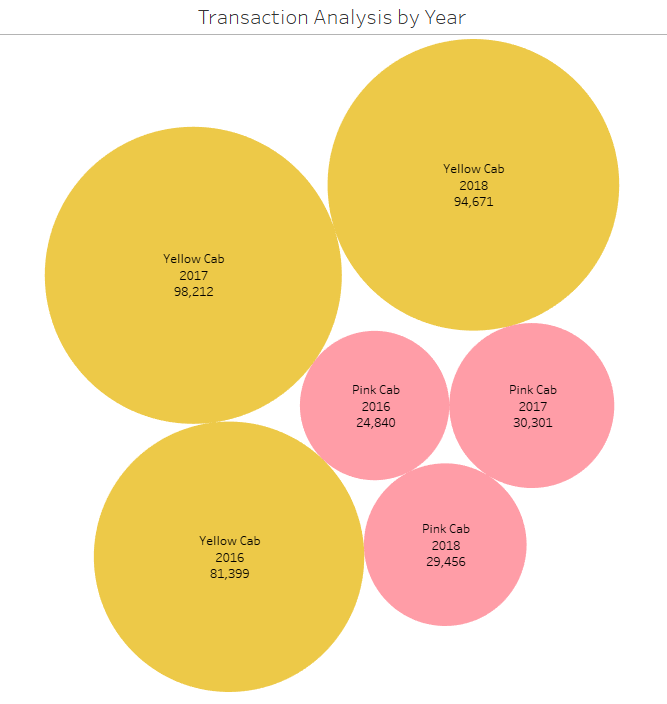 Transaction Analysis by Year
Yellow Cab
2018
94,671
Yellow Cab
2017
98,212
Pink Cab
2016
24,840
Pink Cab
2017
30,301
Yellow Cab
2016
81,399
Pink Cab
2018
29,456